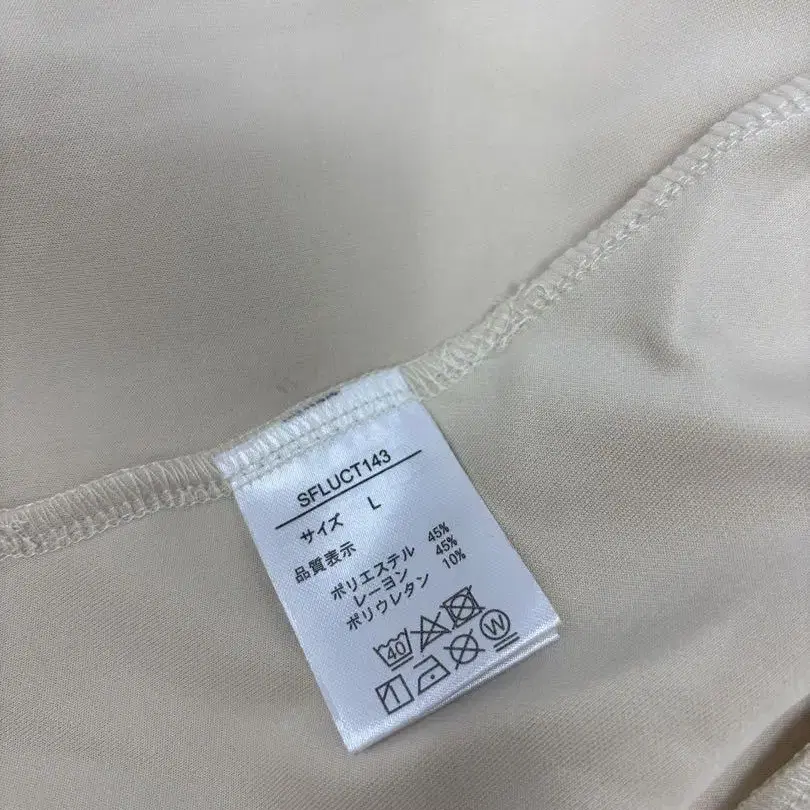 SFLUCT143
サイズ L
品質表示
ポリエステル 45%
レーヨン 45%
ポリウレタン 10%
40
W